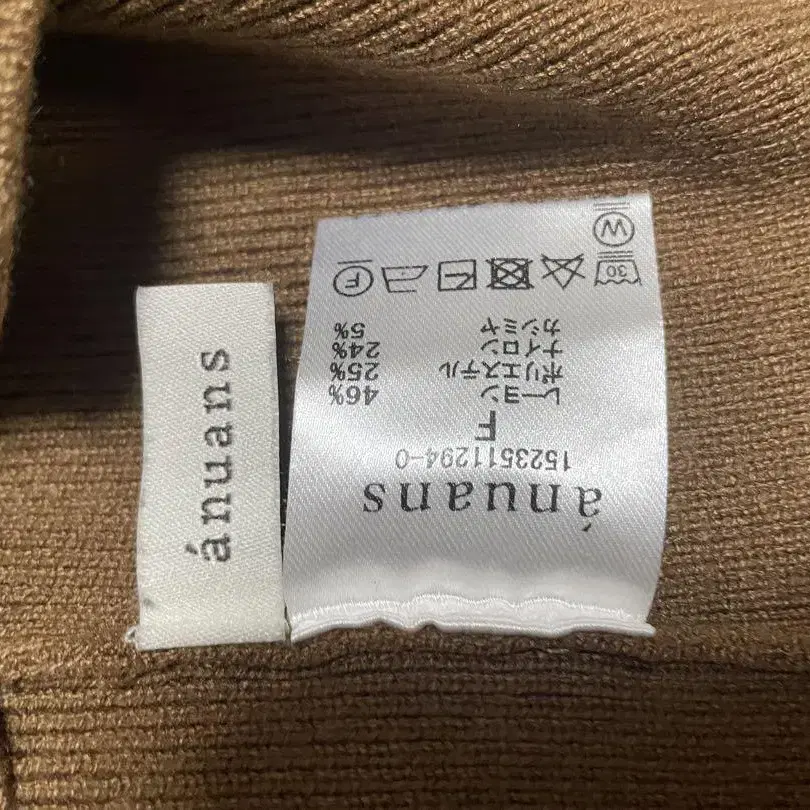 ánuans
ánuans
1523511294-0
F
レーヨン 46%
ポリエステル 25%
ナイロン 24%
カシミヤ 5%
30
W
F